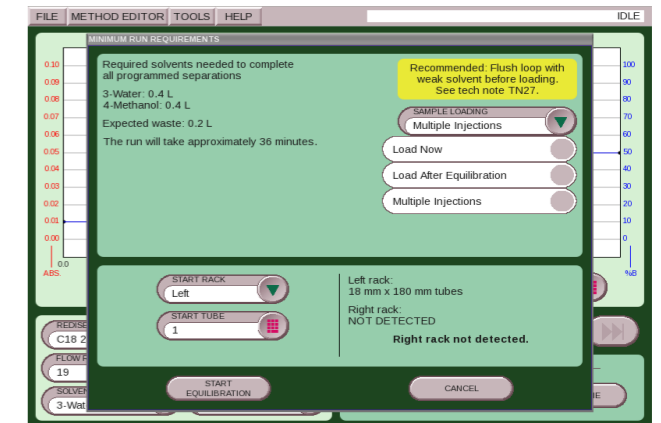 FILE METHOD EDITOR TOOLS HELP IDLE
MINIMUM RUN REQUIREMENTS
Required solvents needed to complete
all programmed separations
3-Water: 0.4 L
4-Methanol: 0.4 L
Expected waste: 0.2 L
The run will take approximately 36 minutes.
Recommended: Flush loop with
weak solvent before loading.
See tech note TN27.
SAMPLE LOADING
Multiple Injections
Load Now
Load After Equilibration
Multiple Injections
0.10
0.09
0.08
0.07
0.06
0.05
0.04
0.03
0.02
0.01
0.00
0.0
ABS.
100
90
80
70
60
50
40
30
20
10
0
%B
START RACK
Left
START TUBE
1
Left rack:
18 mm x 180 mm tubes
Right rack:
NOT DETECTED
Right rack not detected.
START
EQUILIBRATION
CANCEL
REDISE
C18 2
FLOW
19
SOLVEN
3-Wat